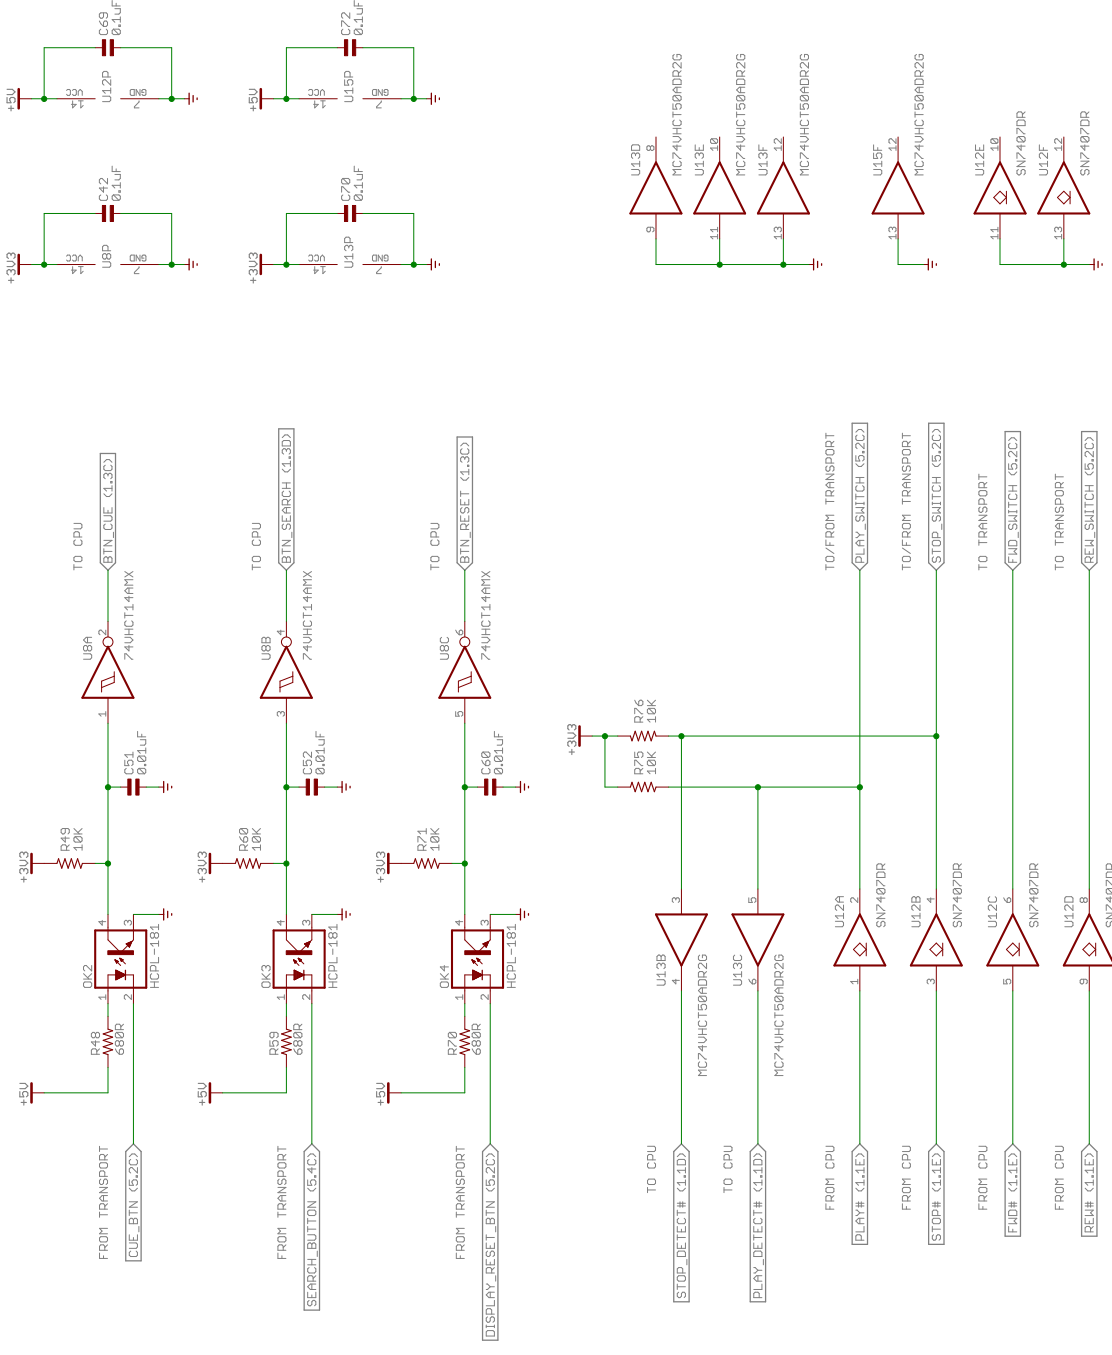 +5V
C69
0.1uF
U12P
VCC
14
GND
7
+5V
C72
0.1uF
U15P
VCC
14
GND
7
+3V3
C42
0.1uF
U8P
VCC
14
GND
7
+3V3
C70
0.1uF
U13P
VCC
14
GND
7
U13D
9
8
MC74VHCT50ADR2G
U13E
11
10
MC74VHCT50ADR2G
U13F
13
12
MC74VHCT50ADR2G
U15F
13
12
MC74VHCT50ADR2G
U12E
11
10
SN7407DR
U12F
13
12
SN7407DR
FROM TRANSPORT
CUE_BTN (5.2C)
+5V
R48
680R
OK2
1
2
4
3
HCPL-181
+3V3
R49
10K
C51
0.01uF
U8A
1
2
74VHCT14AMX
TO CPU
BTN_CUE (1.3C)
FROM TRANSPORT
SEARCH_BUTTON (5.4C)
+5V
R59
680R
OK3
1
2
4
3
HCPL-181
+3V3
R60
10K
C52
0.01uF
U8B
3
4
74VHCT14AMX
TO CPU
BTN_SEARCH (1.3D)
FROM TRANSPORT
DISPLAY_RESET_BTN (5.2C)
+5V
R70
680R
OK4
1
2
4
3
HCPL-181
+3V3
R71
10K
C60
0.01uF
U8C
5
6
74VHCT14AMX
TO CPU
BTN_RESET (1.3C)
+3V3
R76
10K
R75
10K
TO CPU
STOP_DETECT# (1.1D)
U13B
4
3
MC74VHCT50ADR2G
TO CPU
PLAY_DETECT# (1.1D)
U13C
6
5
MC74VHCT50ADR2G
FROM CPU
PLAY# (1.1E)
U12A
1
2
SN7407DR
TO/FROM TRANSPORT
PLAY_SWITCH (5.2C)
FROM CPU
STOP# (1.1E)
U12B
3
4
SN7407DR
TO/FROM TRANSPORT
STOP_SWITCH (5.2C)
FROM CPU
FWD# (1.1E)
U12C
5
6
SN7407DR
TO TRANSPORT
FWD_SWITCH (5.2C)
FROM CPU
REW# (1.1E)
U12D
9
8
SN7407DR
TO TRANSPORT
REW_SWITCH (5.2C)